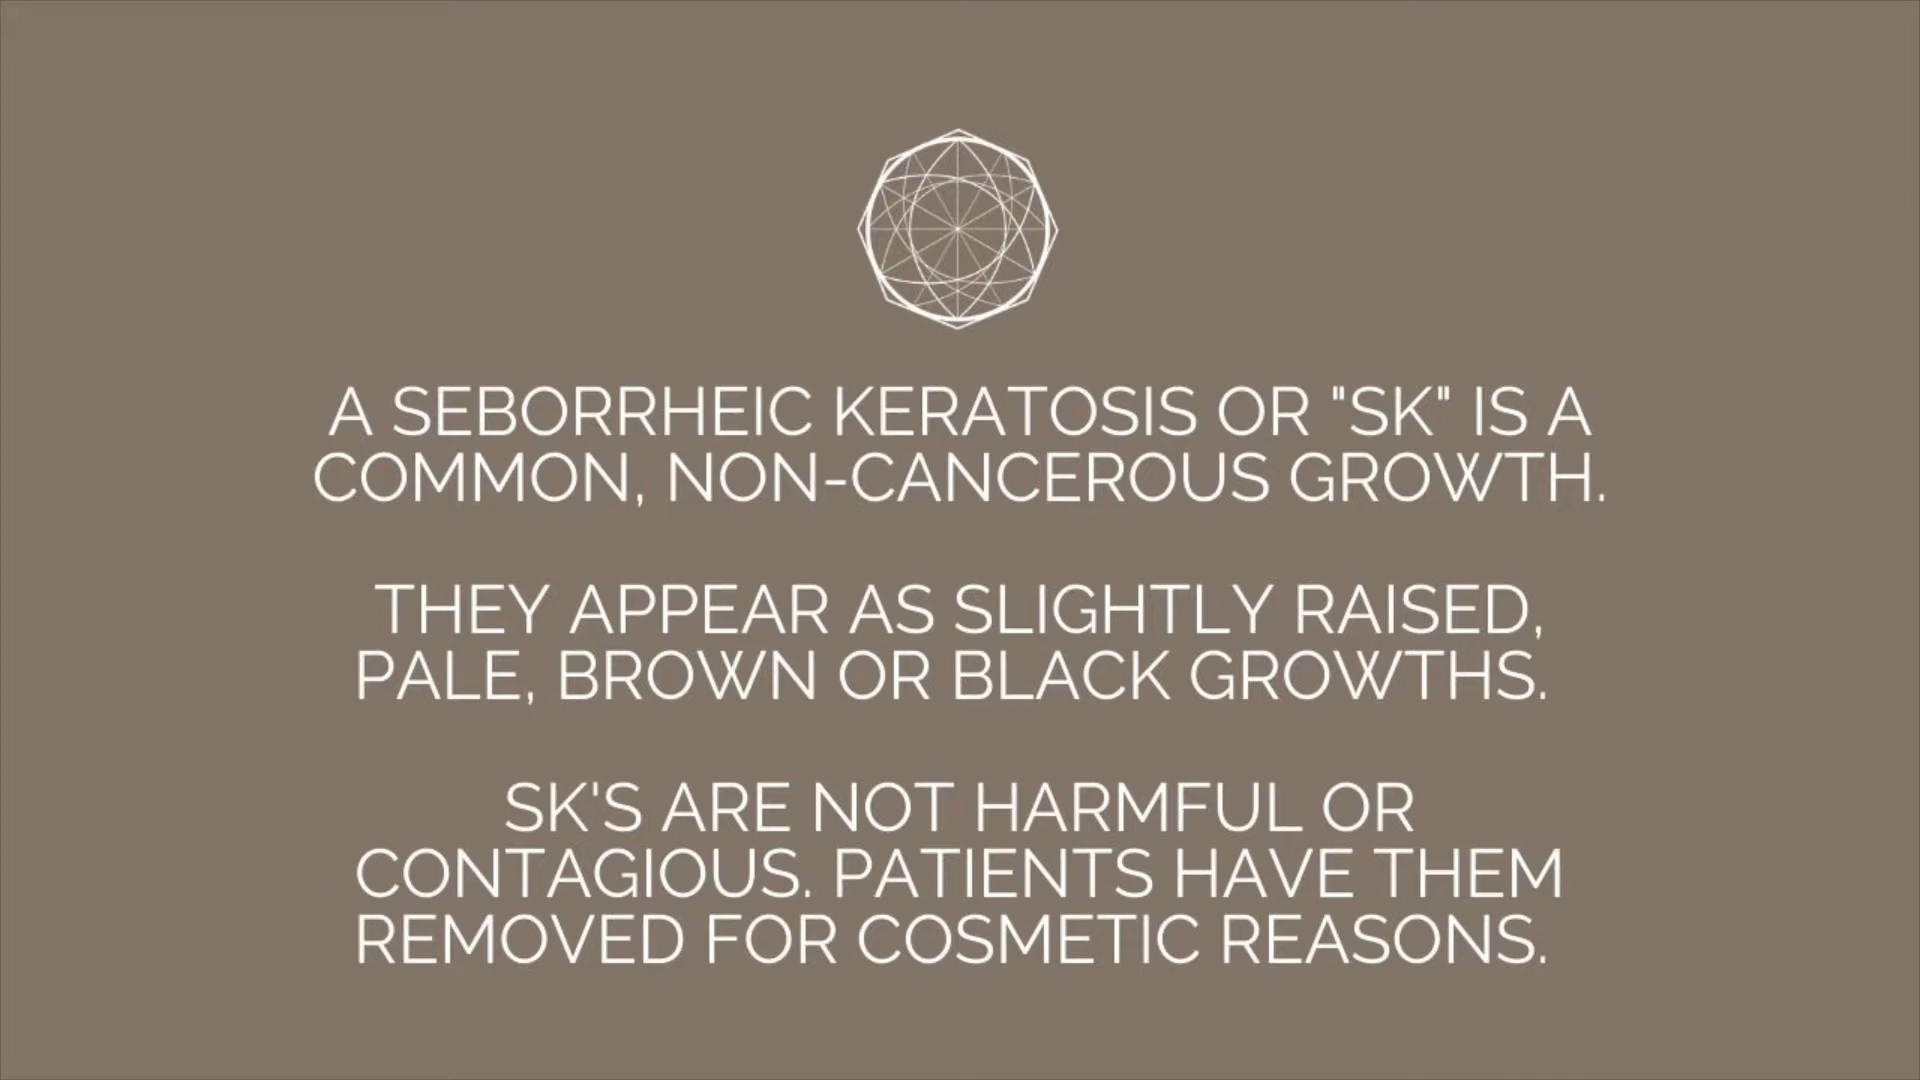 A SEBORRHEIC KERATOSIS OR "SK" IS A
COMMON, NON-CANCEROUS GROWTH.
THEY APPEAR AS SLIGHTLY RAISED,
PALE, BROWN OR BLACK GROWTHS.
SK'S ARE NOT HARMFUL OR
CONTAGIOUS. PATIENTS HAVE THEM
REMOVED FOR COSMETIC REASONS.